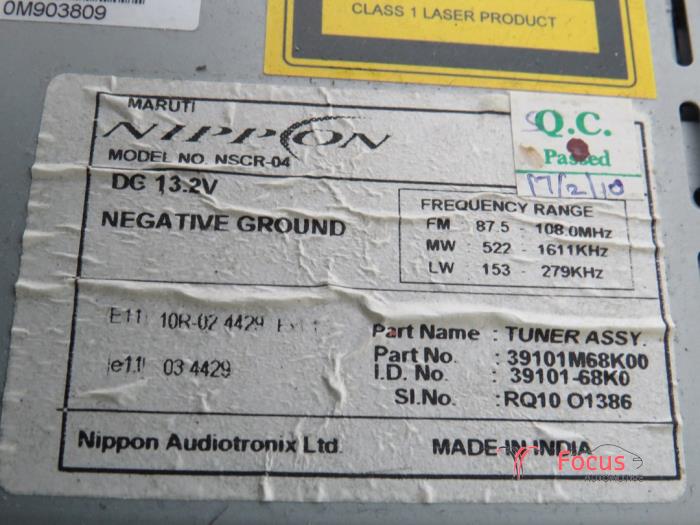 0M903809
CLASS 1 LASER PRODUCT
MARUTI
NIPPON
MODEL NO. NSCR-04
Q.C.
Passed
17/2/10
DC 13.2V
NEGATIVE GROUND
FREQUENCY RANGE
FM 87.5 - 108.0MHz
MW : 522 - 1611KHz
LW : 153 - 279KHz
E11 10R-02 4429
e11 03 4429
Part Name : TUNER ASSY.
Part No. : 39101M68K00
I.D. No. : 39101-68K0
Sl.No. : RQ10 O1386
Nippon Audiotronix Ltd.
MADE-IN-INDIA
Focus
AUTOMOTIVE